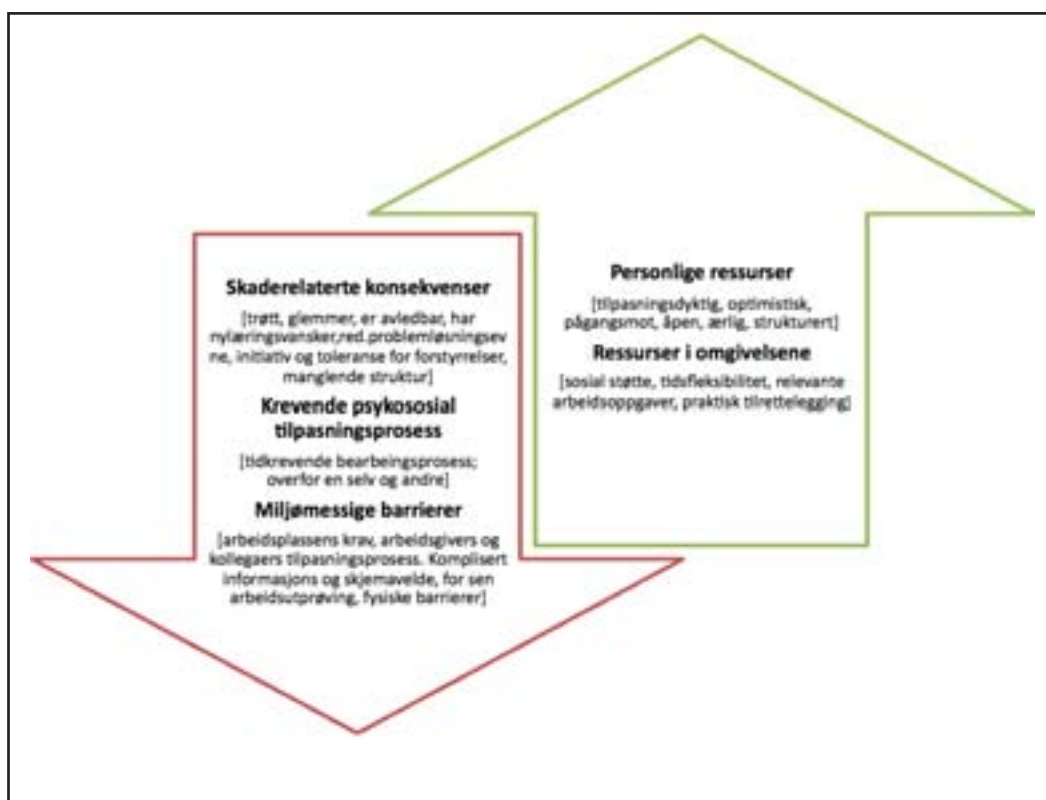 Skaderelaterte konsekvenser
[trøtt, glemmer, er avledbar, har
nylæringsvansker,red.problemløsningsev
ne, initiativ og toleranse for forstyrrelser,
manglende struktur]
Krevende psykososial
tilpasningsprosess
[tidkrevende bearbeingsprosess;
overfor en selv og andre]
Miljømessige barrierer
[arbeidsplassens krav, arbeidsgivers og
kollegaers tilpasningsprosess. Komplisert
informasjons og skjemavelde, for sen
arbeidsutprøving, fysiske barrierer]
Personlige ressurser
[tilpasningsdyktig, optimistisk,
pågangsmot, åpen, ærlig, strukturert]
Ressurser i omgivelsene
[sosial støtte, tidsfleksibilitet, relevante
arbeidsoppgaver, praktisk tilrettelegging]